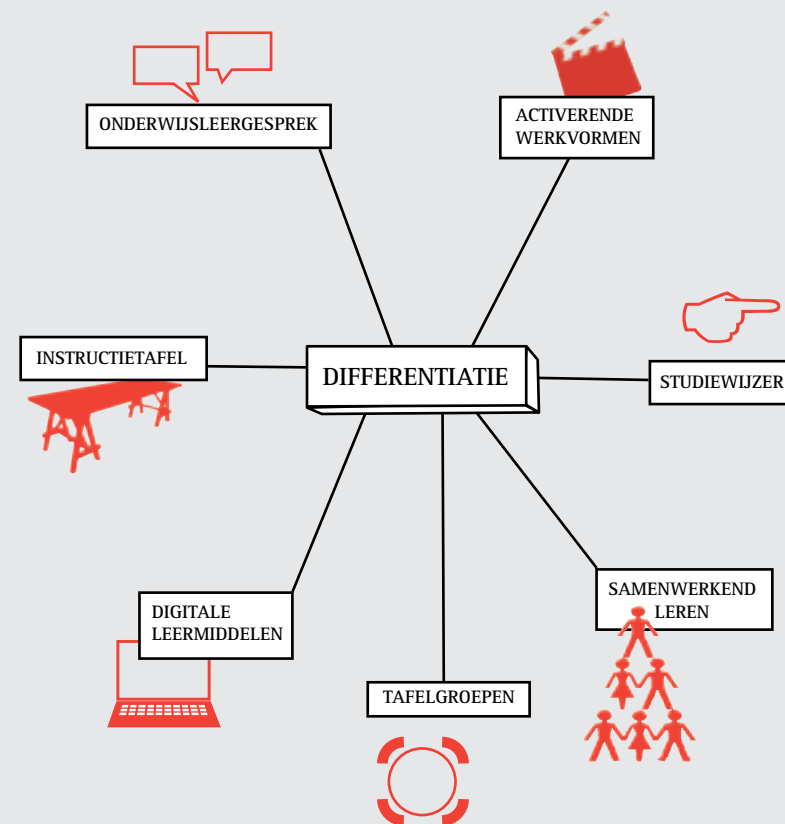 ONDERWIJSLEERGESPREK
ACTIVERENDE
WERKVORMEN
INSTRUCTIETAFEL
DIFFERENTIATIE
STUDIEWIJZER
DIGITALE
LEERMIDDELEN
SAMENWERKEND
LEREN
TAFELGROEPEN